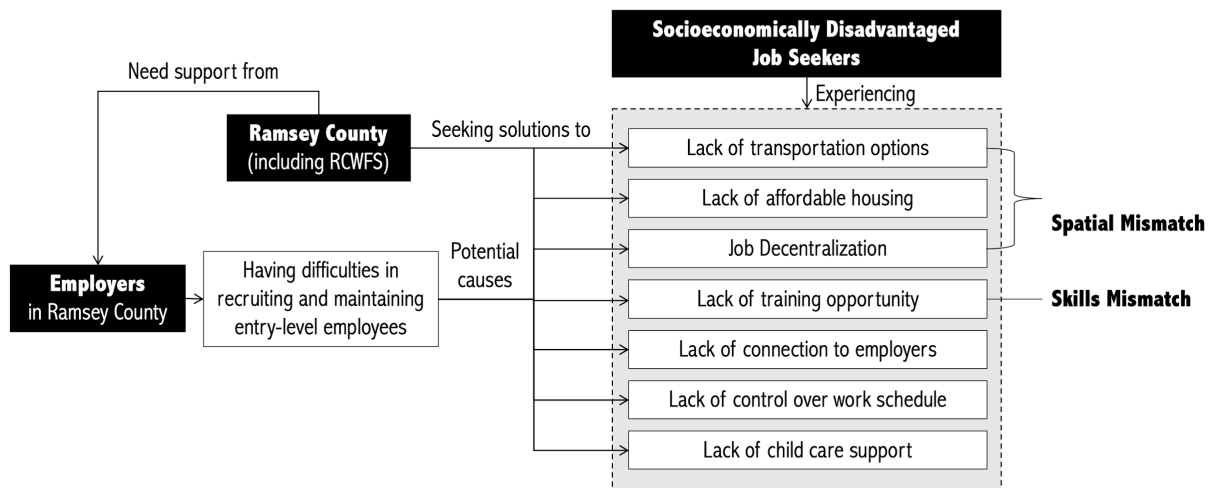 Socioeconomically Disadvantaged
Job Seekers
Need support from
Experiencing
Ramsey County
(including RCWFS)
Seeking solutions to
Lack of transportation options
Lack of affordable housing
Spatial Mismatch
Job Decentralization
Employers
in Ramsey County
Having difficulties in
recruiting and maintaining
entry-level employees
Potential
causes
Lack of training opportunity
Skills Mismatch
Lack of connection to employers
Lack of control over work schedule
Lack of child care support